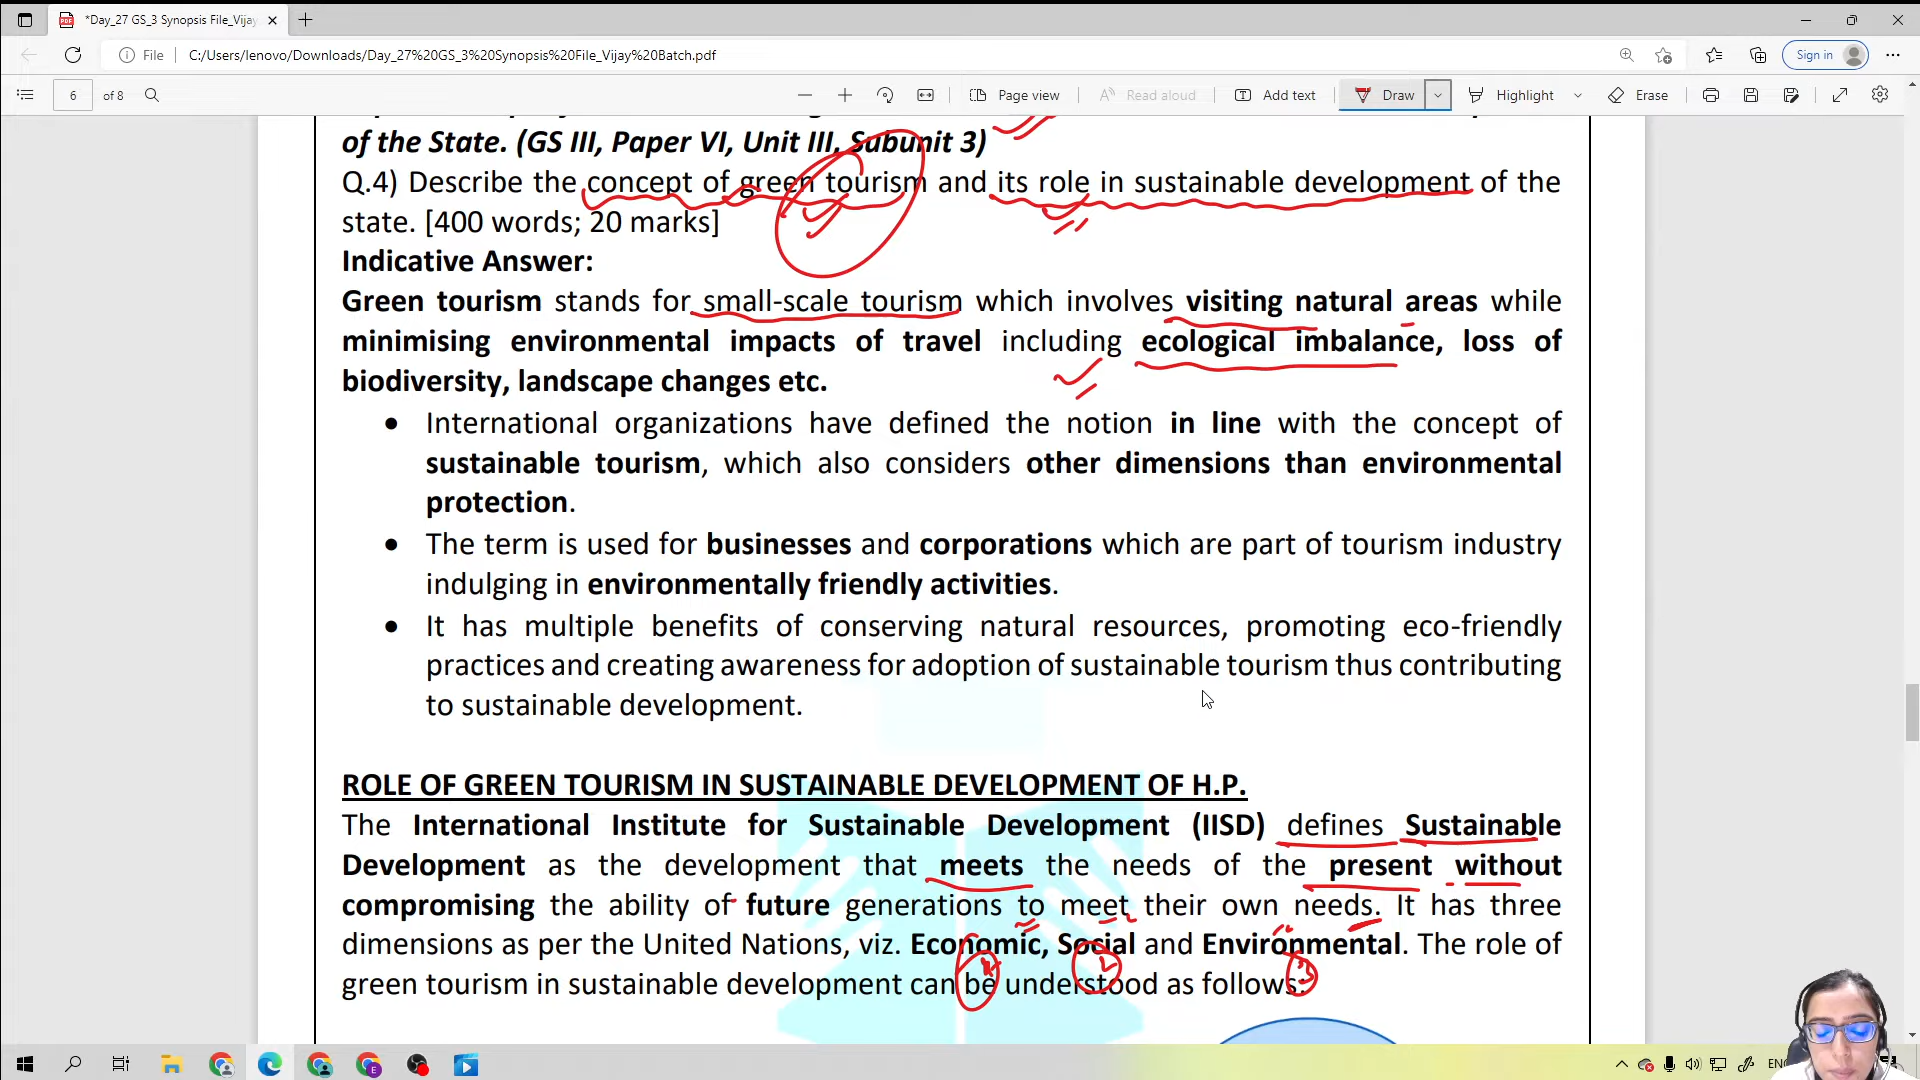 *Day_27 GS_3 Synopsis File_Vijay
File C:/Users/lenovo/Downloads/Day_27%20GS_3%20Synopsis%20File_Vijay%20Batch.pdf
Sign in
6 of 8
Page view
Read aloud
Add text
Draw
Highlight
Erase
of the State. (GS III, Paper VI, Unit III, Subunit 3)
Q.4) Describe the concept of green tourism and its role in sustainable development of the
state. [400 words; 20 marks]
Indicative Answer:
Green tourism stands for small-scale tourism which involves visiting natural areas while
minimising environmental impacts of travel including ecological imbalance, loss of
biodiversity, landscape changes etc.
• International organizations have defined the notion in line with the concept of
sustainable tourism, which also considers other dimensions than environmental
protection.
• The term is used for businesses and corporations which are part of tourism industry
indulging in environmentally friendly activities.
• It has multiple benefits of conserving natural resources, promoting eco-friendly
practices and creating awareness for adoption of sustainable tourism thus contributing
to sustainable development.
ROLE OF GREEN TOURISM IN SUSTAINABLE DEVELOPMENT OF H.P.
The International Institute for Sustainable Development (IISD) defines Sustainable
Development as the development that meets the needs of the present without
compromising the ability of future generations to meet their own needs. It has three
dimensions as per the United Nations, viz. Economic, Social and Environmental. The role of
green tourism in sustainable development can be understood as follows: